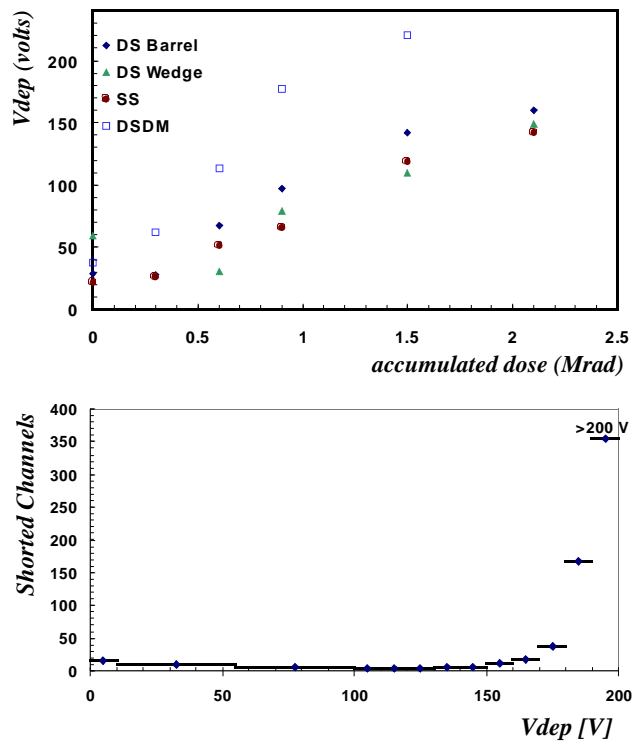 Vdep (volts)
200
150
100
50
0
DS Barrel
DS Wedge
SS
DSDM
0 0.5 1 1.5 2 2.5
accumulated dose (Mrad)
Shorted Channels
400
350
300
250
200
150
100
50
0
>200 V
0 50 100 150 200
Vdep [V]